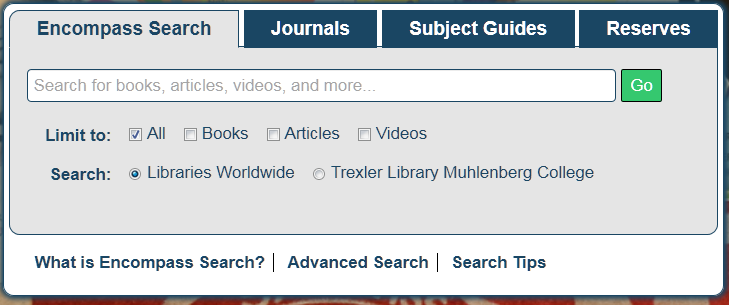 Encompass Search Journals Subject Guides Reserves
Search for books, articles, videos, and more... Go
Limit to: All Books Articles Videos
Search: Libraries Worldwide Trexler Library Muhlenberg College
What is Encompass Search? Advanced Search Search Tips